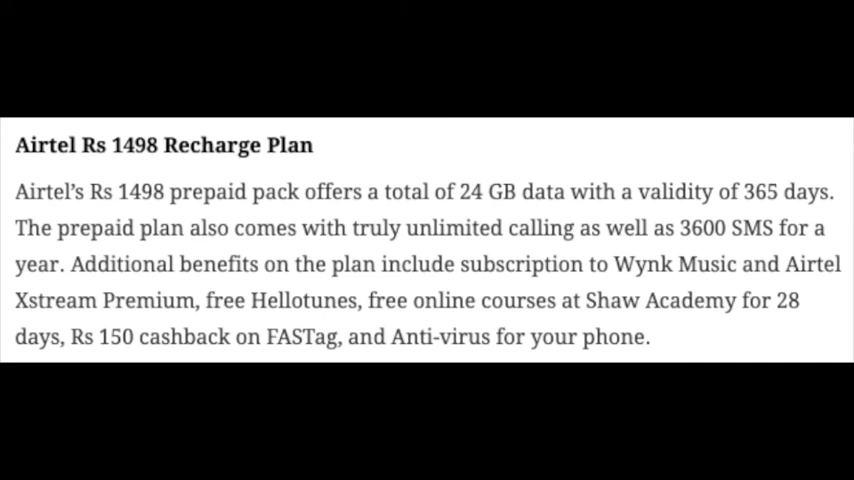 Airtel Rs 1498 Recharge Plan
Airtel’s Rs 1498 prepaid pack offers a total of 24 GB data with a validity of 365 days.
The prepaid plan also comes with truly unlimited calling as well as 3600 SMS for a
year. Additional benefits on the plan include subscription to Wynk Music and Airtel
Xstream Premium, free Hellotunes, free online courses at Shaw Academy for 28
days, Rs 150 cashback on FASTag, and Anti-virus for your phone.